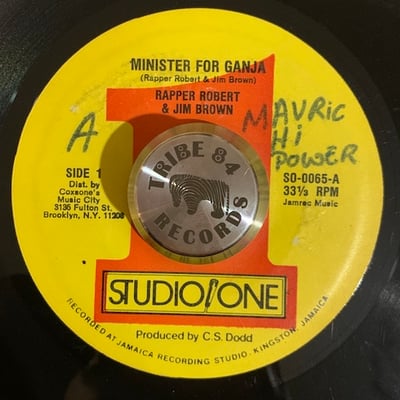 MINISTER FOR GANJA
(Rapper Robert & Jim Brown)
RAPPER ROBERT
& JIM BROWN
A
MAVRIC
Hi
POWER
SIDE 1
Dist. by
Coxsone's
Music City
3135 Fulton St.
Brooklyn, N.Y. 11208
TRIBE 84
RECORDS
SO-0065-A
33⅓ RPM
Jamrec Music
1
STUDIO ONE
RECORDED AT JAMAICA RECORDING STUDIO, KINGSTON, JAMAICA
Produced by C.S. Dodd